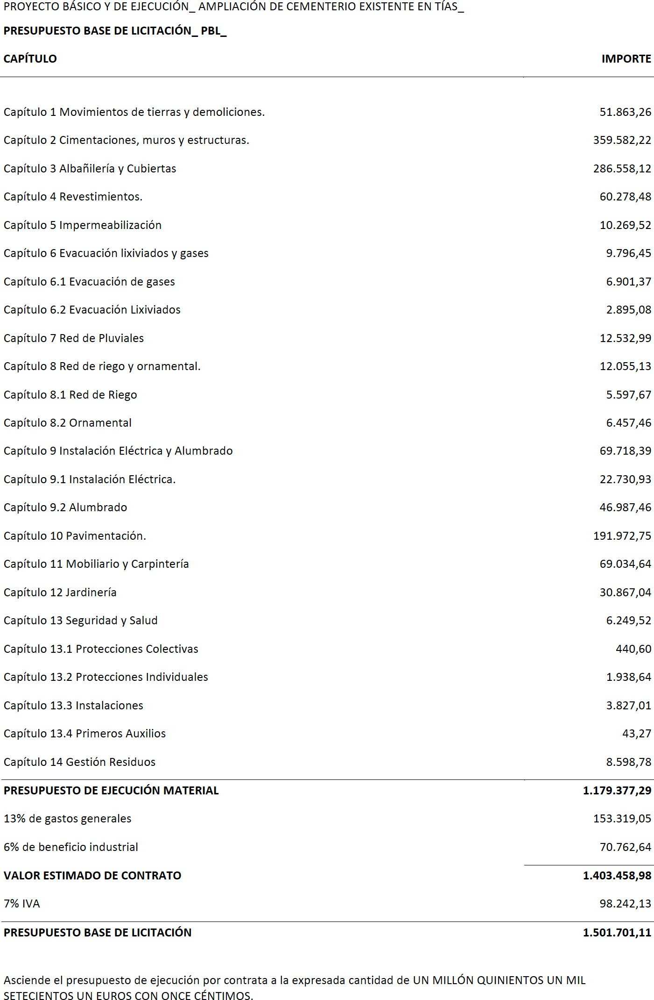 PROYECTO BÁSICO Y DE EJECUCIÓN_ AMPLIACIÓN DE CEMENTERIO EXISTENTE EN TÍAS_
PRESUPUESTO BASE DE LICITACIÓN_ PBL_
CAPÍTULO IMPORTE
Capítulo 1 Movimientos de tierras y demoliciones. 51.863,26
Capítulo 2 Cimentaciones, muros y estructuras. 359.582,22
Capítulo 3 Albañilería y Cubiertas 286.558,12
Capítulo 4 Revestimientos. 60.278,48
Capítulo 5 Impermeabilización 10.269,52
Capítulo 6 Evacuación lixiviados y gases 9.796,45
Capítulo 6.1 Evacuación de gases 6.901,37
Capítulo 6.2 Evacuación Lixiviados 2.895,08
Capítulo 7 Red de Pluviales 12.532,99
Capítulo 8 Red de riego y ornamental. 12.055,13
Capítulo 8.1 Red de Riego 5.597,67
Capítulo 8.2 Ornamental 6.457,46
Capítulo 9 Instalación Eléctrica y Alumbrado 69.718,39
Capítulo 9.1 Instalación Eléctrica. 22.730,93
Capítulo 9.2 Alumbrado 46.987,46
Capítulo 10 Pavimentación. 191.972,75
Capítulo 11 Mobiliario y Carpintería 69.034,64
Capítulo 12 Jardinería 30.867,04
Capítulo 13 Seguridad y Salud 6.249,52
Capítulo 13.1 Protecciones Colectivas 440,60
Capítulo 13.2 Protecciones Individuales 1.938,64
Capítulo 13.3 Instalaciones 3.827,01
Capítulo 13.4 Primeros Auxilios 43,27
Capítulo 14 Gestión Residuos 8.598,78
PRESUPUESTO DE EJECUCIÓN MATERIAL 1.179.377,29
13% de gastos generales 153.319,05
6% de beneficio industrial 70.762,64
VALOR ESTIMADO DE CONTRATO 1.403.458,98
7% IVA 98.242,13
PRESUPUESTO BASE DE LICITACIÓN 1.501.701,11
Asciende el presupuesto de ejecución por contrata a la expresada cantidad de UN MILLÓN QUINIENTOS UN MIL
SETECIENTOS UN EUROS CON ONCE CÉNTIMOS.